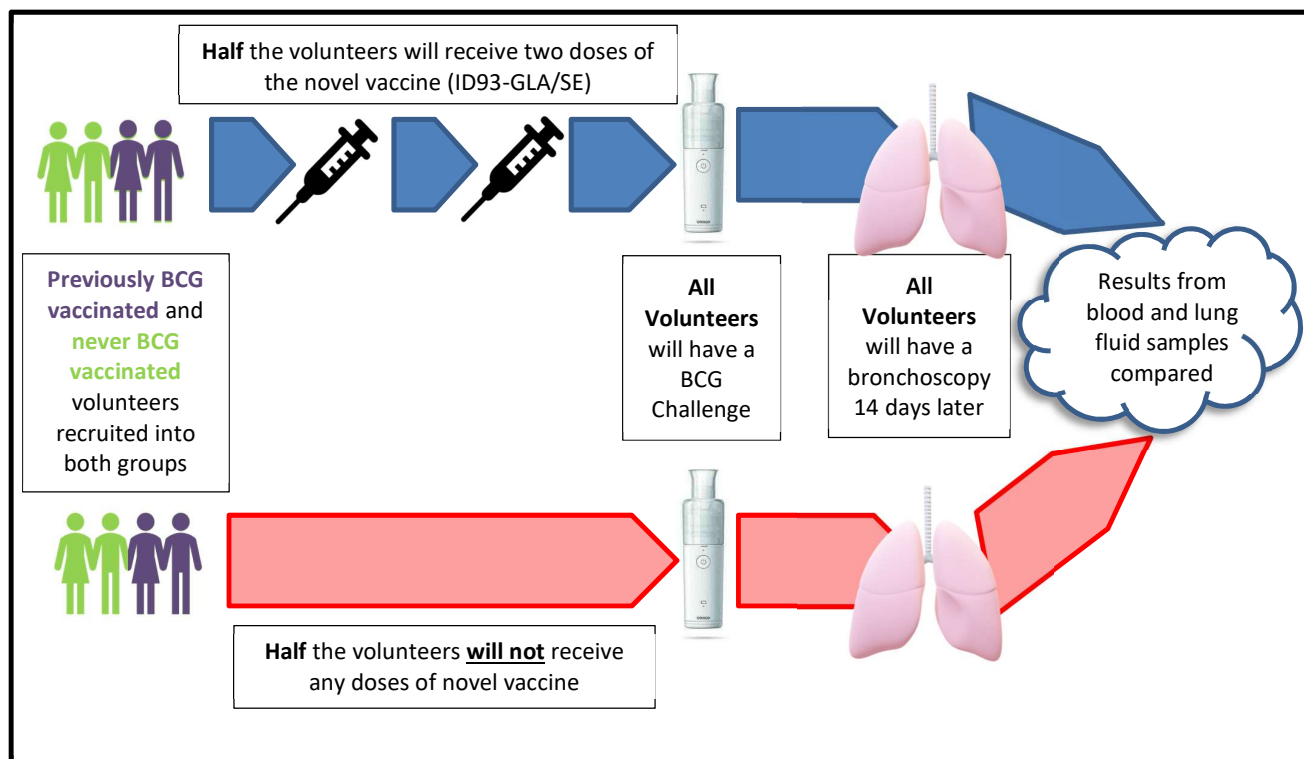 Half the volunteers will receive two doses of
the novel vaccine (ID93-GLA/SE)
Previously BCG
vaccinated and
never BCG
vaccinated
volunteers
recruited into
both groups
All
Volunteers
will have a
BCG
Challenge
All
Volunteers
will have a
bronchoscopy
14 days later
Results from
blood and lung
fluid samples
compared
Half the volunteers will not receive
any doses of novel vaccine